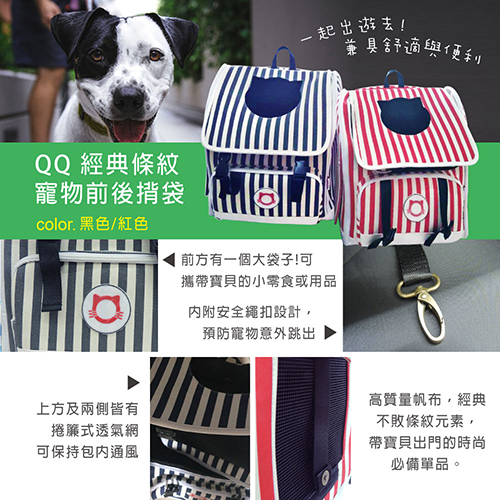 一起出遊去!
兼具舒適與便利
QQ 經典條紋
寵物前後揹袋
color. 黑色/紅色
◀ 前方有一個大袋子!可
攜帶寶貝的小零食或用品
內附安全繩扣設計，
預防寵物意外跳出 ▶
▶
上方及兩側皆有
捲簾式透氣網
可保持包內通風
高質量帆布，經典
不敗條紋元素，
帶寶貝出門的時尚
必備單品。